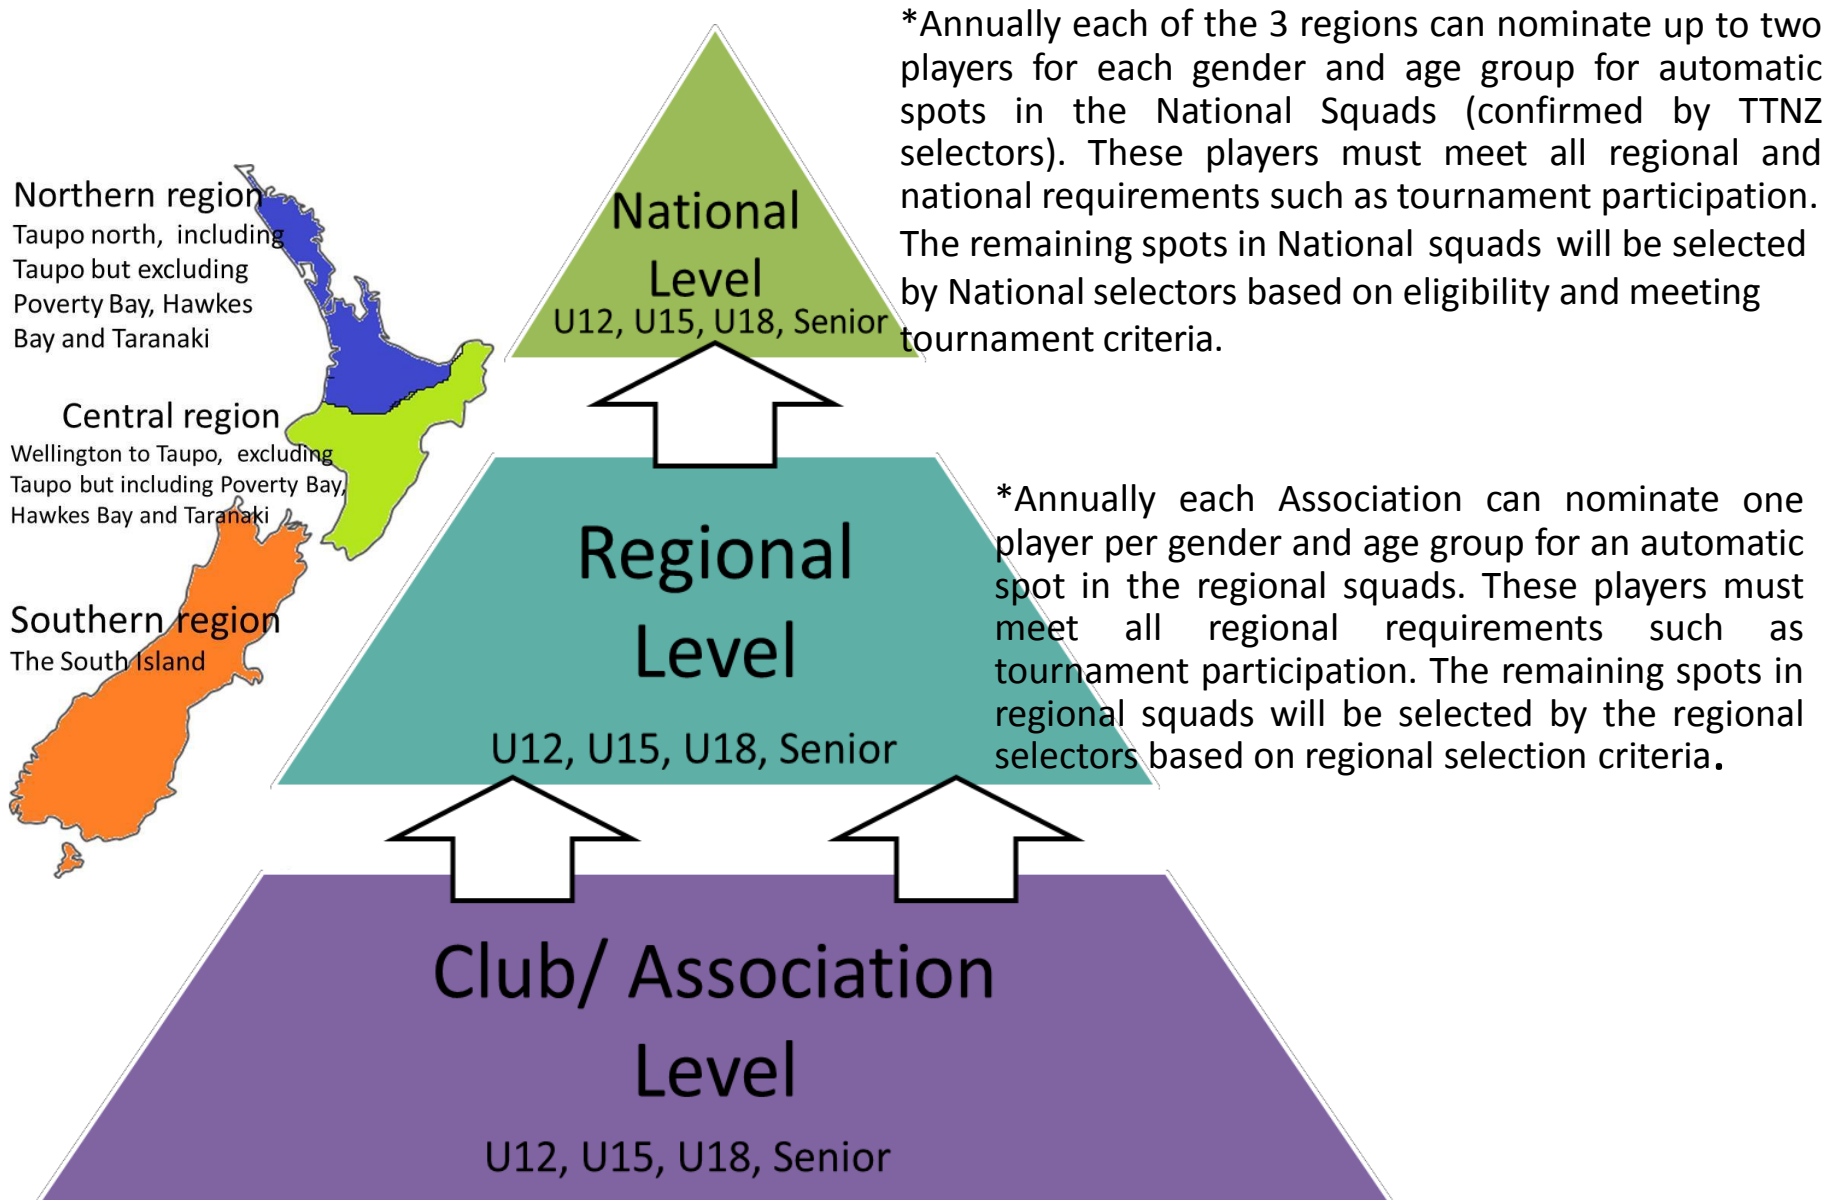 *Annually each of the 3 regions can nominate up to two
players for each gender and age group for automatic
spots in the National Squads (confirmed by TTNZ
selectors). These players must meet all regional and
national requirements such as tournament participation.
The remaining spots in National squads will be selected
by National selectors based on eligibility and meeting
tournament criteria.
Northern region
Taupo north, including
Taupo but excluding
Poverty Bay, Hawkes
Bay and Taranaki
Central region
Wellington to Taupo, excluding
Taupo but including Poverty Bay,
Hawkes Bay and Taranaki
Southern region
The South Island
National
Level
U12, U15, U18, Senior
Regional
Level
U12, U15, U18, Senior
*Annually each Association can nominate one
player per gender and age group for an automatic
spot in the regional squads. These players must
meet all regional requirements such as
tournament participation. The remaining spots in
regional squads will be selected by the regional
selectors based on regional selection criteria.
Club/ Association
Level
U12, U15, U18, Senior